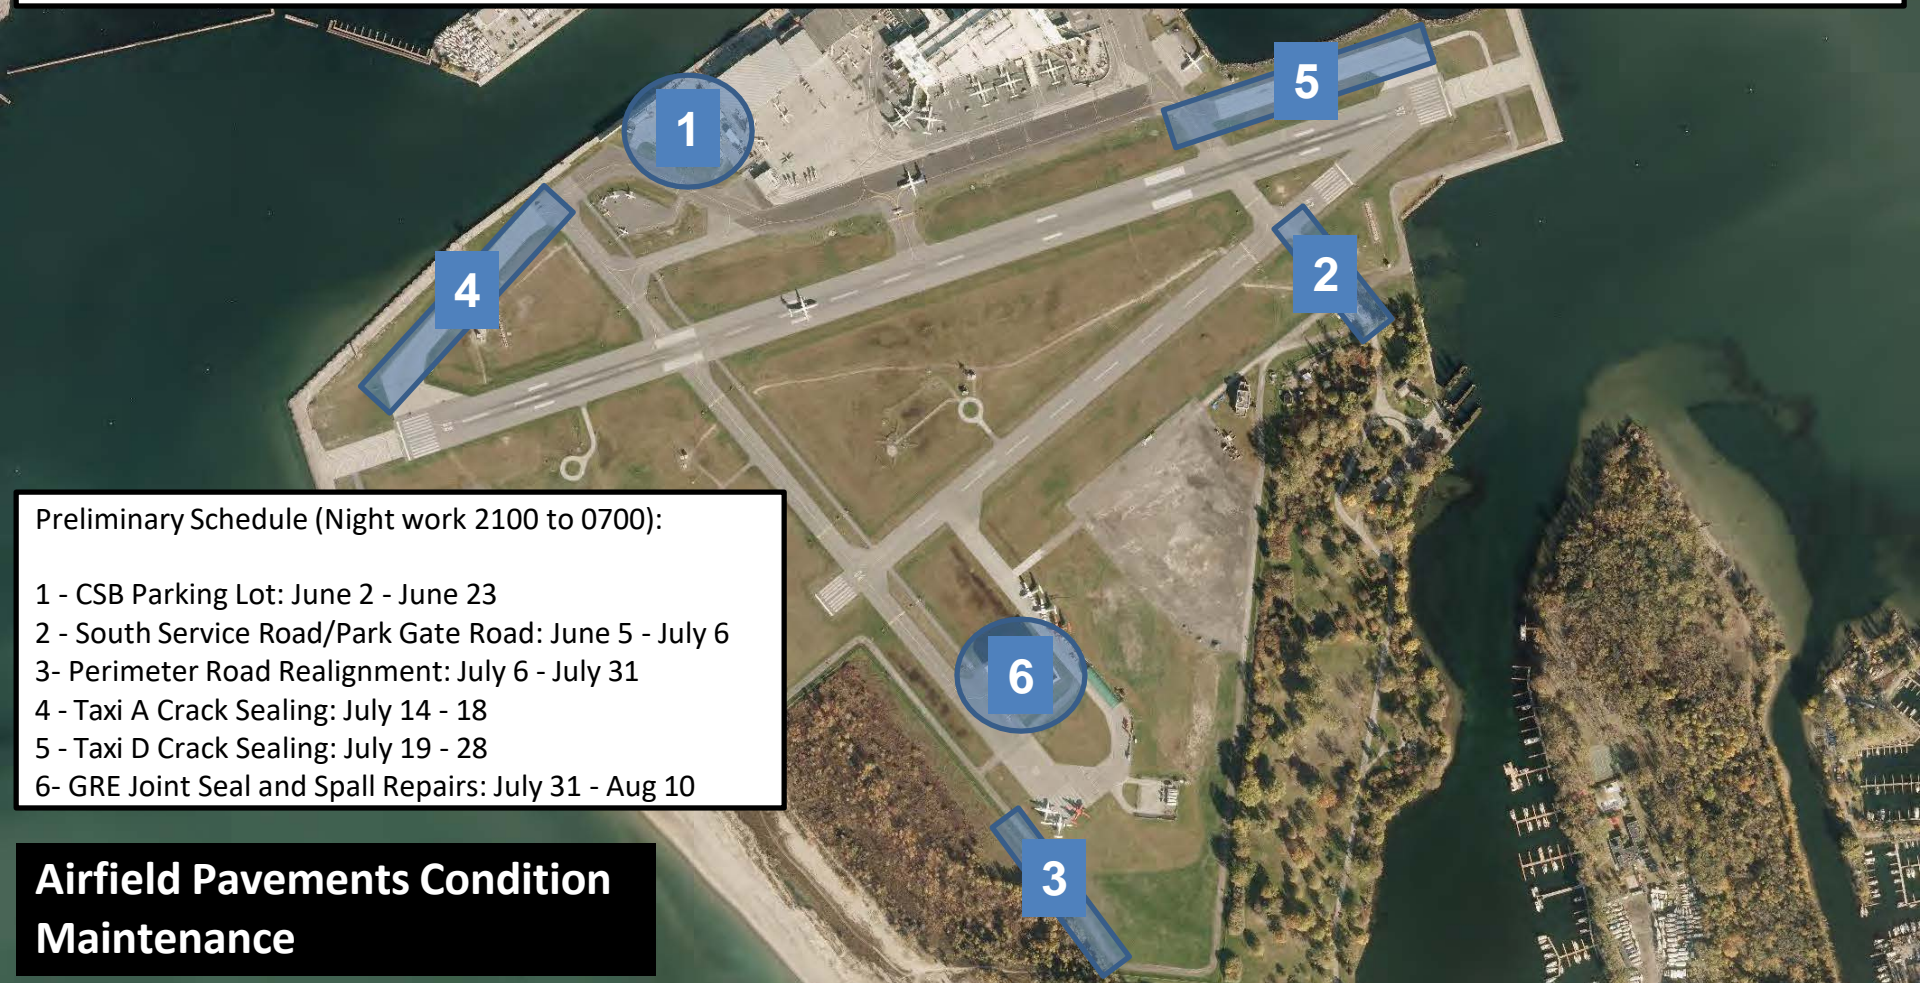 1
5
4
2
Preliminary Schedule (Night work 2100 to 0700):
1 - CSB Parking Lot: June 2 - June 23
2 - South Service Road/Park Gate Road: June 5 - July 6
3- Perimeter Road Realignment: July 6 - July 31
4 - Taxi A Crack Sealing: July 14 - 18
5 - Taxi D Crack Sealing: July 19 - 28
6- GRE Joint Seal and Spall Repairs: July 31 - Aug 10
6
3
Airfield Pavements Condition
Maintenance